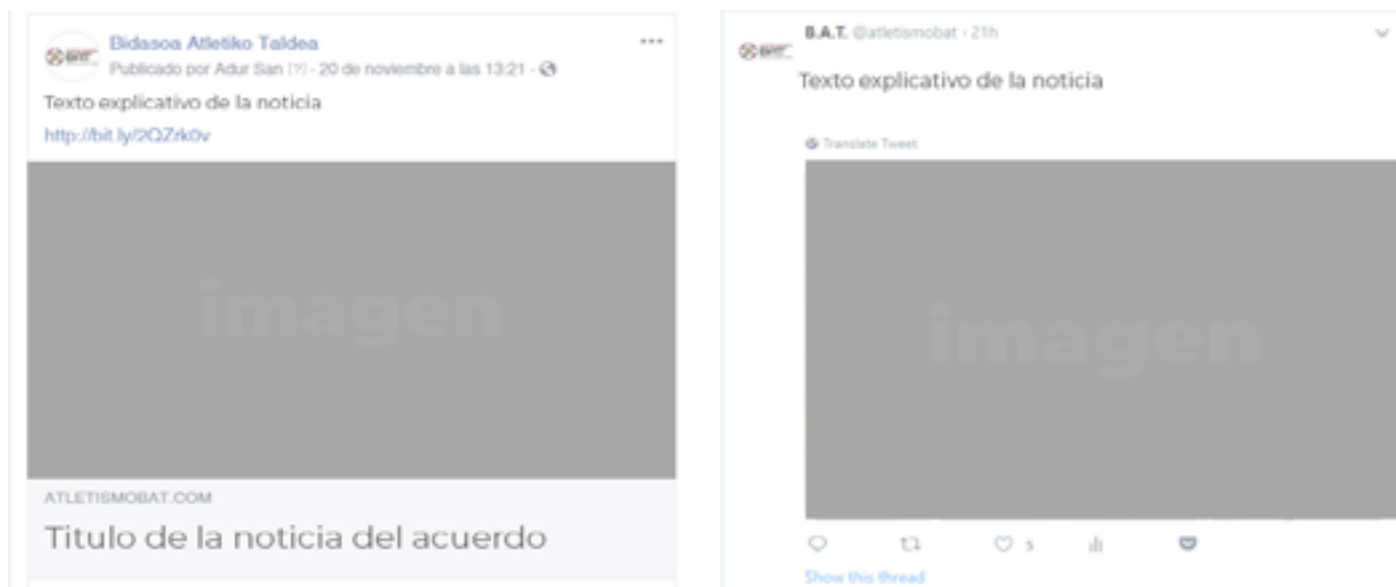 Bidasoa Atletiko Taldea
Publicado por Adur San [?] · 20 de noviembre a las 13:21 ·
Texto explicativo de la noticia
http://bit.ly/2QZrk0v
imagen
ATLETISMOBAT.COM
Titulo de la noticia del acuerdo
B.A.T. @atletismobat · 21h
Texto explicativo de la noticia
Translate Tweet
imagen
5
Show this thread